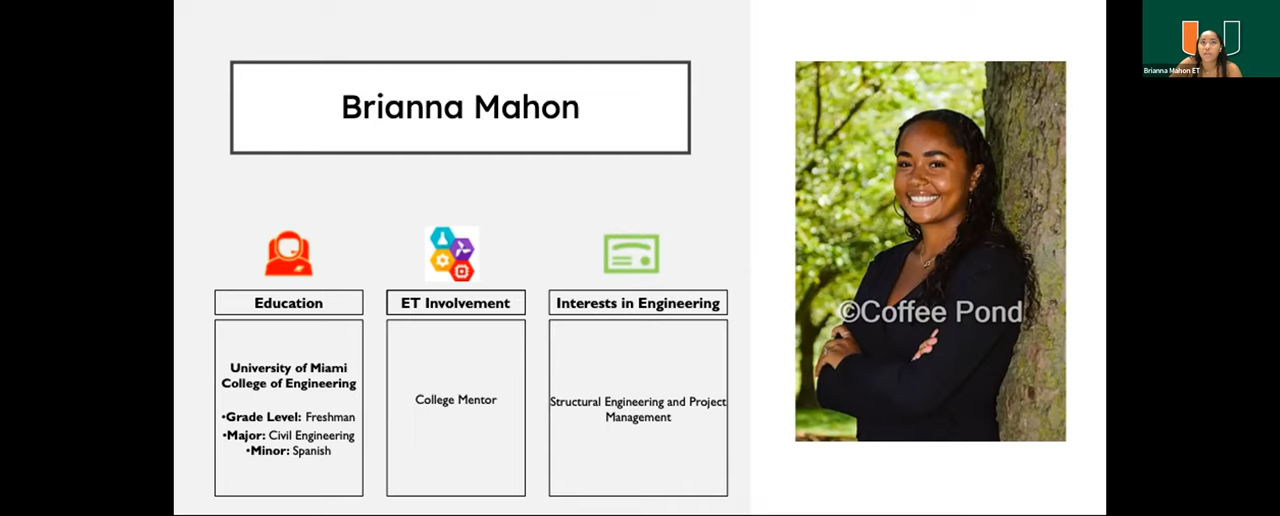 Brianna Mahon
Education
University of Miami
College of Engineering
•Grade Level: Freshman
•Major: Civil Engineering
•Minor: Spanish
ET Involvement
College Mentor
Interests in Engineering
Structural Engineering and Project
Management
©Coffee Pond
Brianna Mahon ET